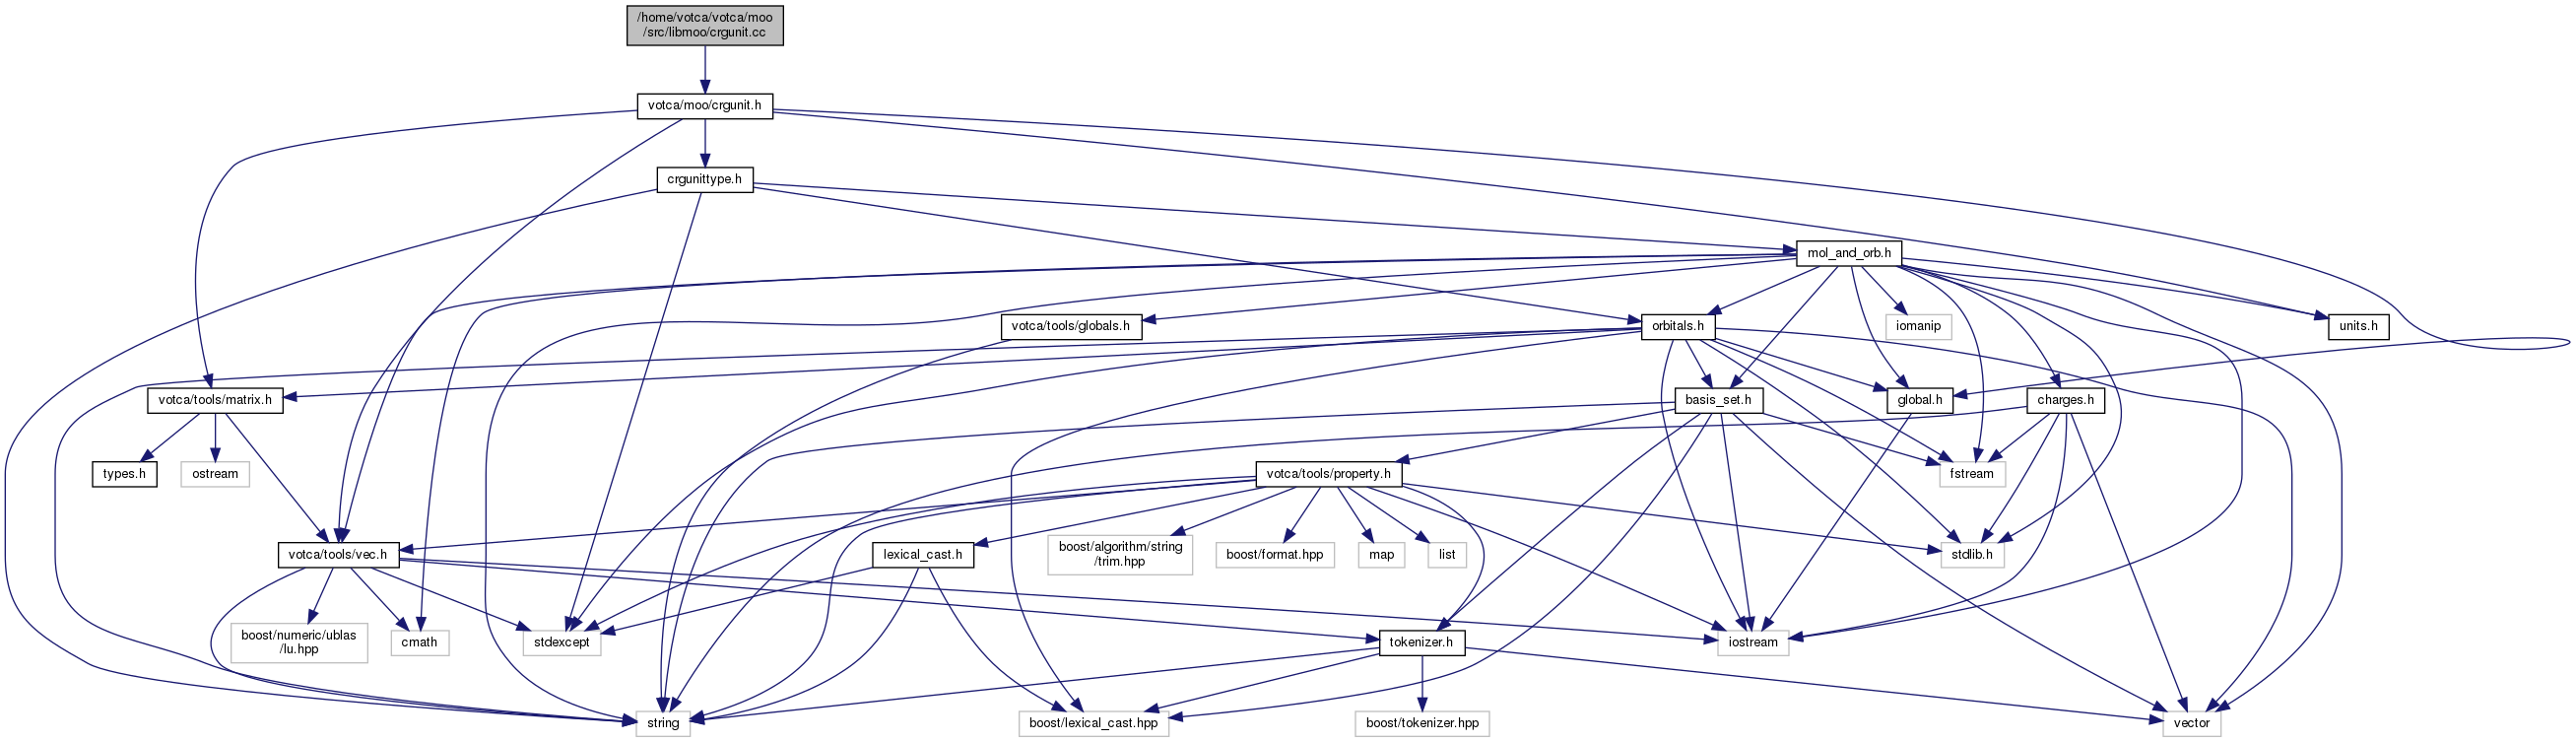 /home/votca/votca/moo
/src/libmoo/crgunit.cc
votca/moo/crgunit.h
crgunittype.h
mol_and_orb.h
votca/tools/globals.h
orbitals.h
iomanip
units.h
votca/tools/matrix.h
basis_set.h
global.h
charges.h
types.h
ostream
votca/tools/property.h
fstream
votca/tools/vec.h
lexical_cast.h
boost/algorithm/string
/trim.hpp
boost/format.hpp
map
list
stdlib.h
boost/numeric/ublas
/lu.hpp
cmath
stdexcept
tokenizer.h
iostream
string
boost/lexical_cast.hpp
boost/tokenizer.hpp
vector